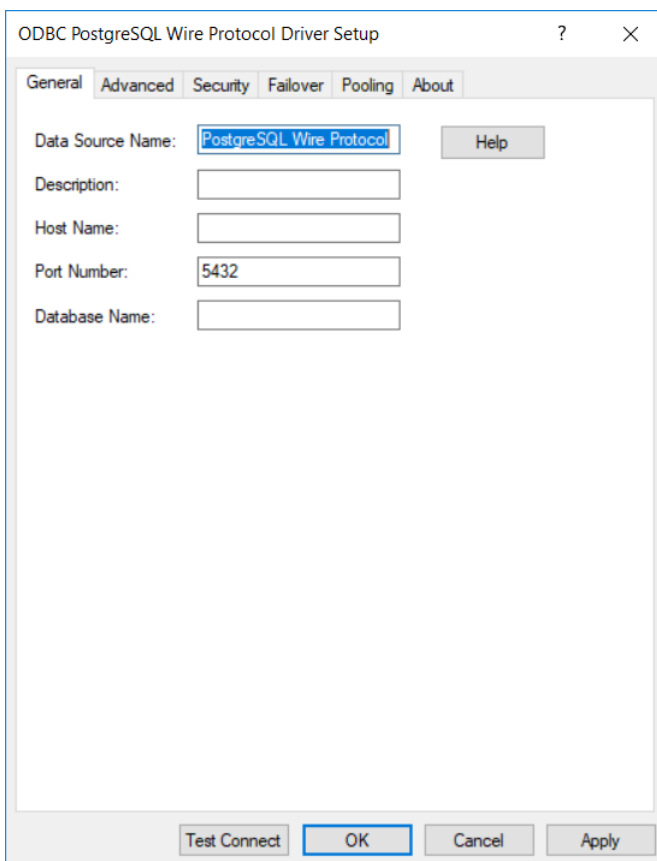 ODBC PostgreSQL Wire Protocol Driver Setup ?
General Advanced Security Failover Pooling About
Data Source Name: PostgreSQL Wire Protocol Help
Description:
Host Name:
Port Number: 5432
Database Name:
Test Connect OK Cancel Apply